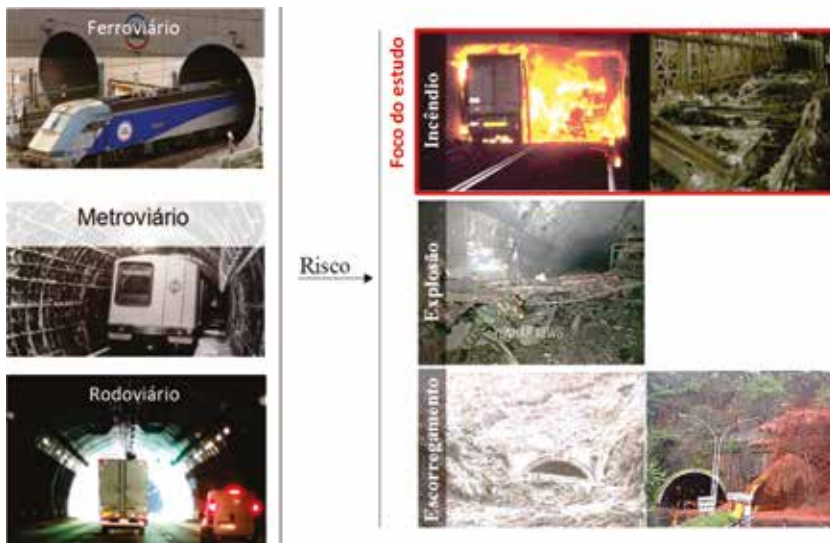 Ferroviário
Metroviário
Rodoviário
Risco
Foco do estudo
Incêndio
Explosão
Escorregamento